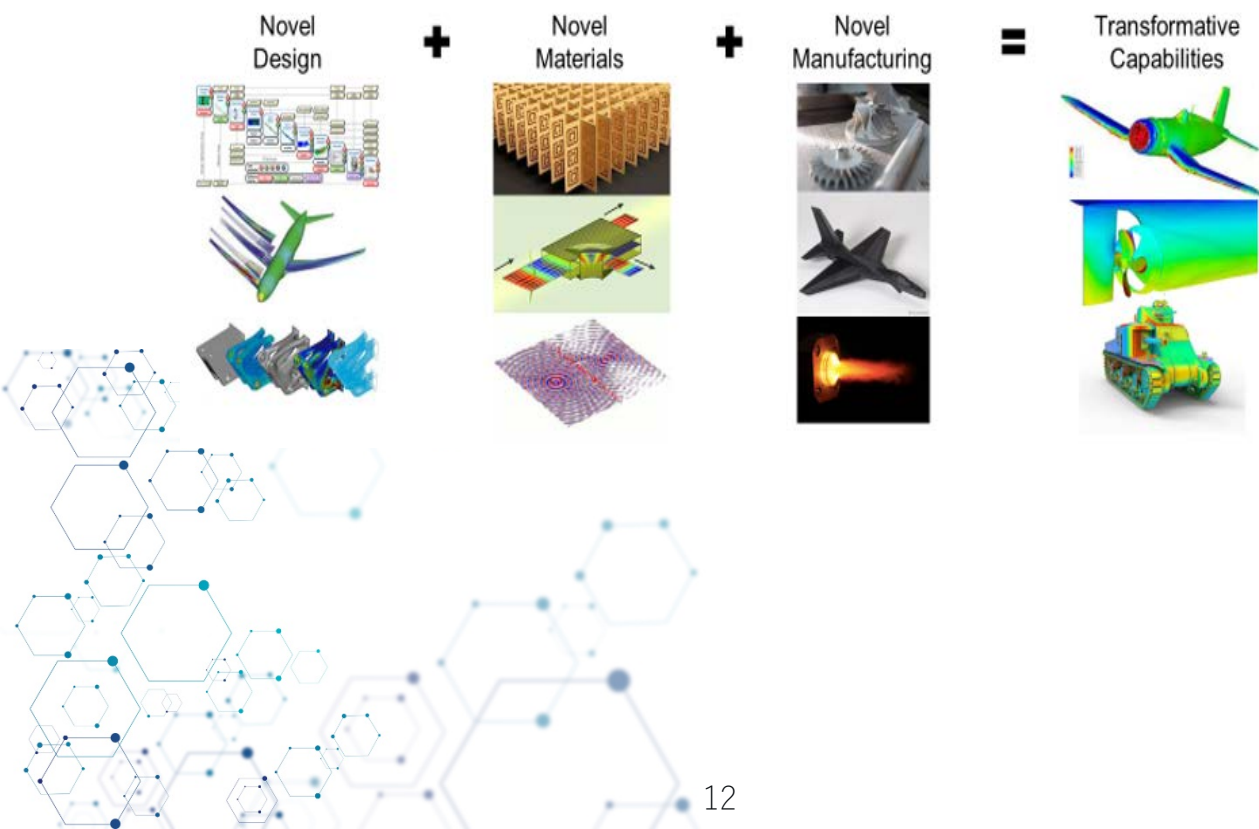 Novel
Design
+
Novel
Materials
+
Novel
Manufacturing
=
Transformative
Capabilities
12